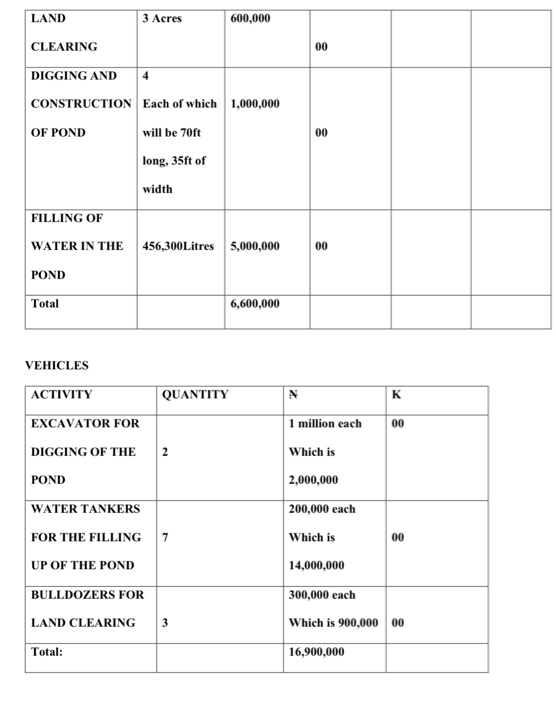 LAND 3 Acres 600,000
CLEARING 00
DIGGING AND 4
CONSTRUCTION Each of which 1,000,000
OF POND will be 70ft 00
long, 35ft of
width
FILLING OF
WATER IN THE 456,300Litres 5,000,000 00
POND
Total 6,600,000
VEHICLES
ACTIVITY QUANTITY ₦ K
EXCAVATOR FOR 1 million each 00
DIGGING OF THE 2 Which is
POND 2,000,000
WATER TANKERS 200,000 each
FOR THE FILLING 7 Which is 00
UP OF THE POND 14,000,000
BULLDOZERS FOR 300,000 each
LAND CLEARING 3 Which is 900,000 00
Total: 16,900,000